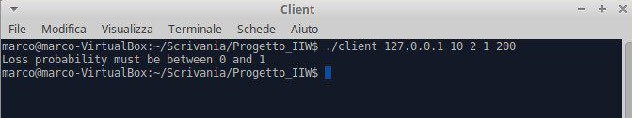 Client
File Modifica Visualizza Terminale Schede Aiuto
marco@marco-VirtualBox:~/Scrivania/Progetto_IIW$ ./client 127.0.0.1 10 2 1 200
Loss probability must be between 0 and 1
marco@marco-VirtualBox:~/Scrivania/Progetto_IIW$